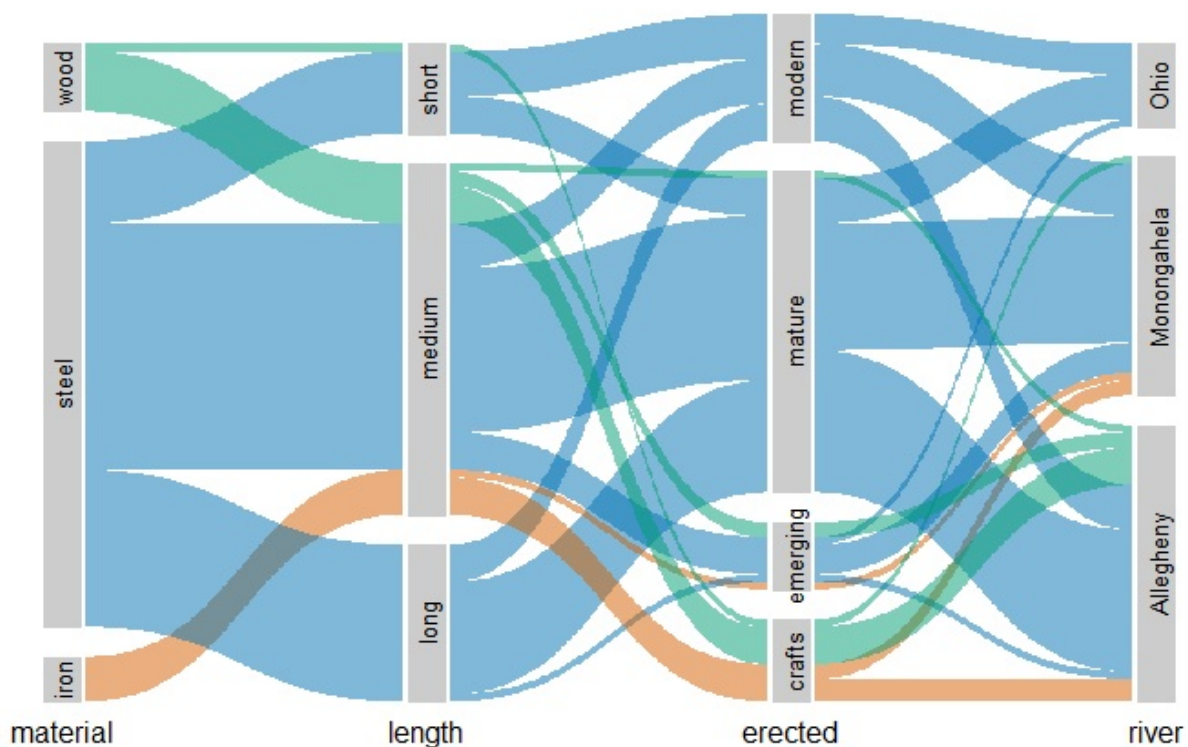 wood
steel
iron
short
medium
long
modern
mature
emerging
crafts
Ohio
Monongahela
Allegheny
material length erected river